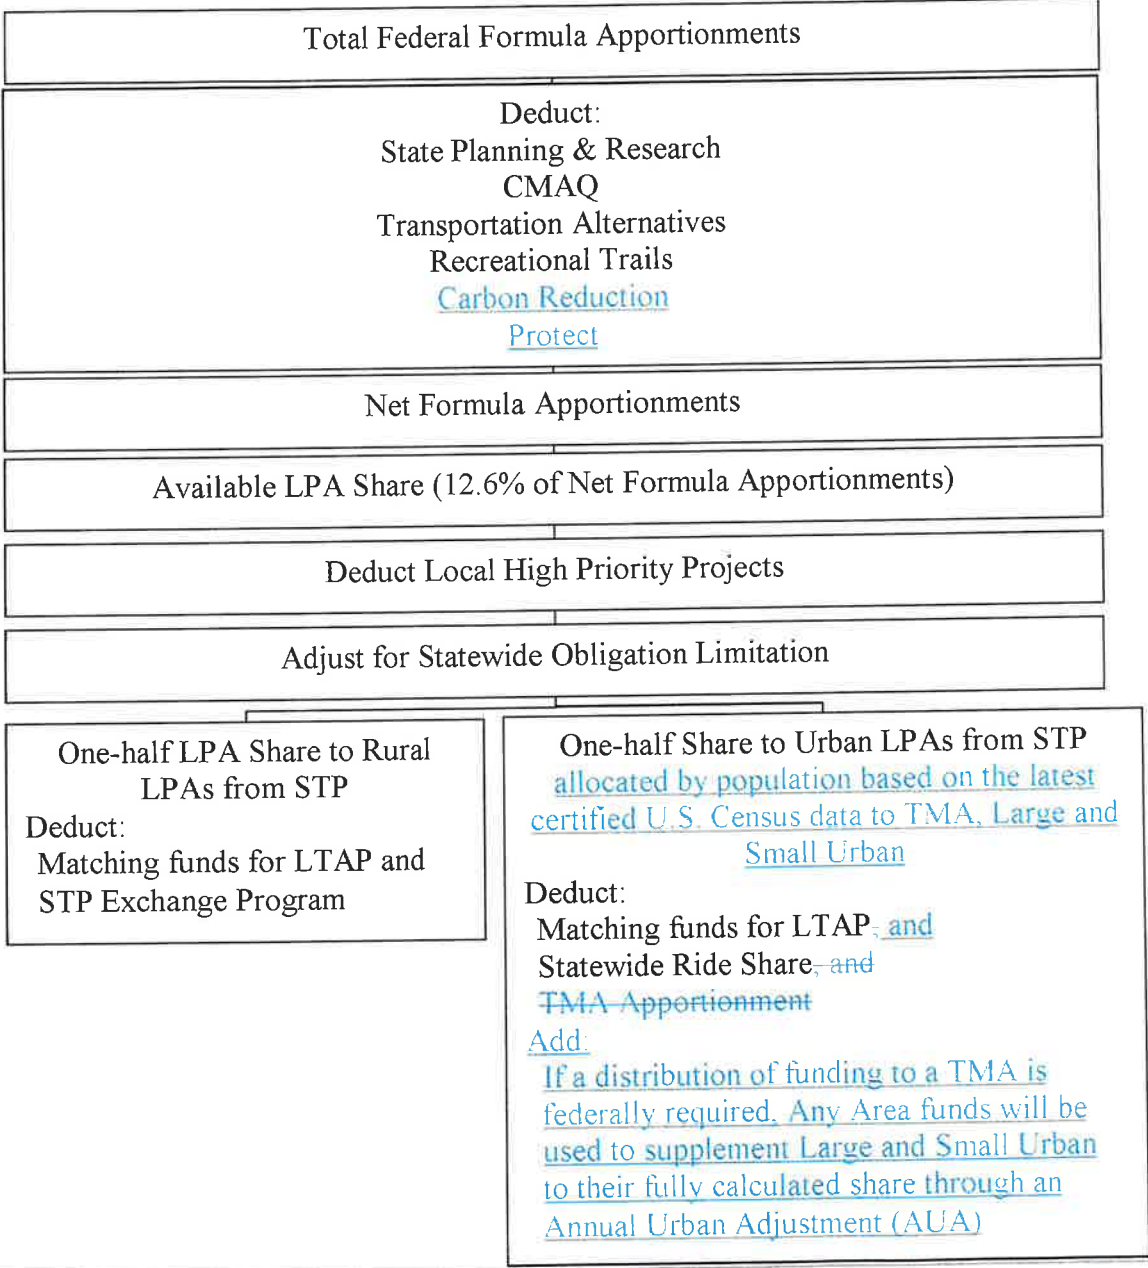 Total Federal Formula Apportionments
Deduct:
State Planning & Research
CMAQ
Transportation Alternatives
Recreational Trails
Carbon Reduction
Protect
Net Formula Apportionments
Available LPA Share (12.6% of Net Formula Apportionments)
Deduct Local High Priority Projects
Adjust for Statewide Obligation Limitation
One-half LPA Share to Rural
LPAs from STP
Deduct:
Matching funds for LTAP and
STP Exchange Program
One-half Share to Urban LPAs from STP
allocated by population based on the latest
certified U.S. Census data to TMA, Large and
Small Urban
Deduct:
Matching funds for LTAP, and
Statewide Ride Share, and
TMA Apportionment
Add:
If a distribution of funding to a TMA is
federally required, Any Area funds will be
used to supplement Large and Small Urban
to their fully calculated share through an
Annual Urban Adjustment (AUA)